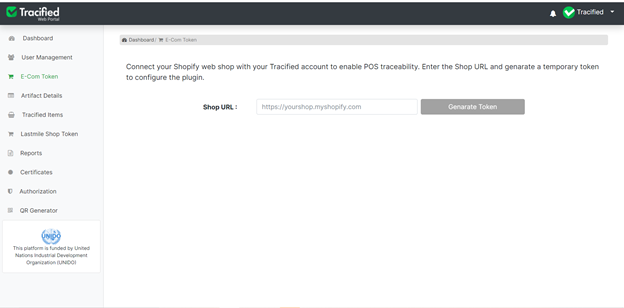 Tracified
Web Portal
Tracified
Dashboard
User Management
E-Com Token
Artifact Details
Tracified Items
Lastmile Shop Token
Reports
Certificates
Authorization
QR Generator
UNIDO
This platform is funded by United
Nations Industrial Development
Organization (UNIDO)
Dashboard/ E-Com Token
Connect your Shopify web shop with your Tracified account to enable POS traceability. Enter the Shop URL and genarate a temporary token
to configure the plugin.
Shop URL : https://yourshop.myshopify.com Genarate Token